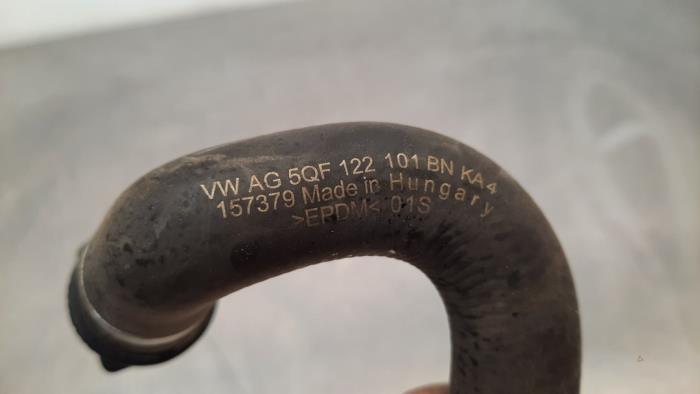 VW AG 5QF 122 101 BN KA4
157379 Made in Hungary
>EPDM< 01S